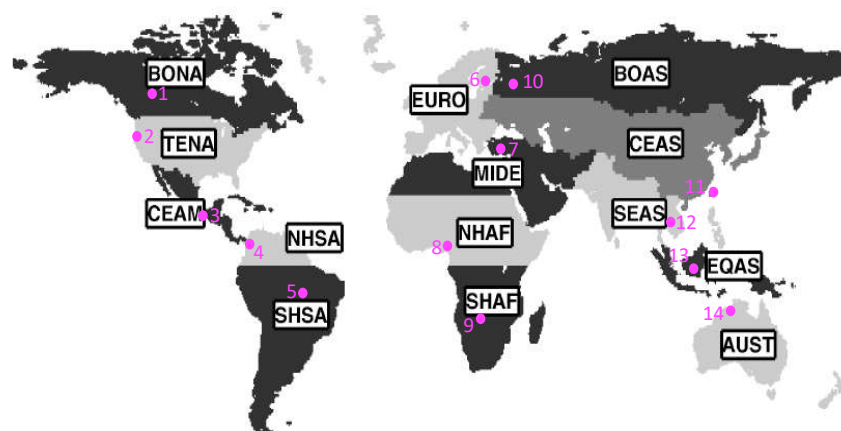 BONA
1
2
TENA
CEAM
3
NHSA
4
5
SHSA
6
10
BOAS
EURO
CEAS
7
MIDE
11
SEAS
12
8
NHAF
13
EQAS
SHAF
9
14
AUST